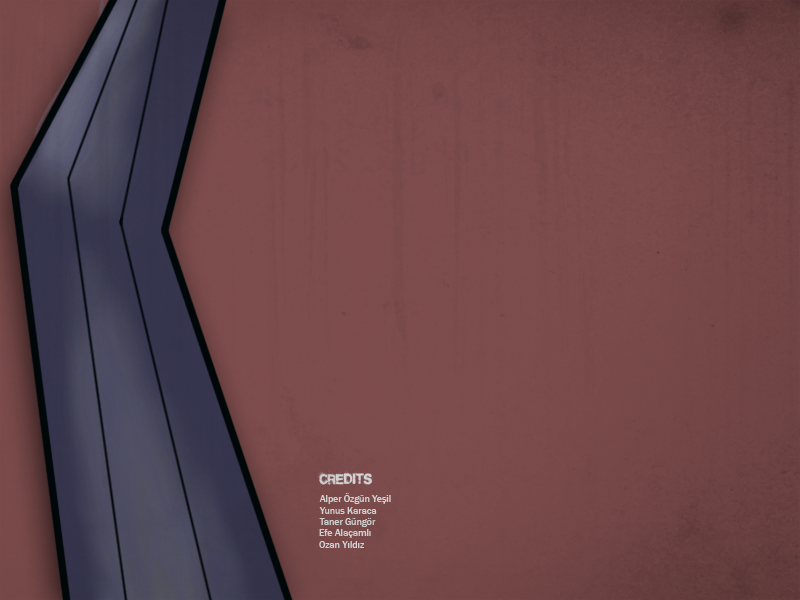 CREDITS
Alper Özgün Yeşil
Yunus Karaca
Taner Güngör
Efe Alaçamlı
Ozan Yıldız